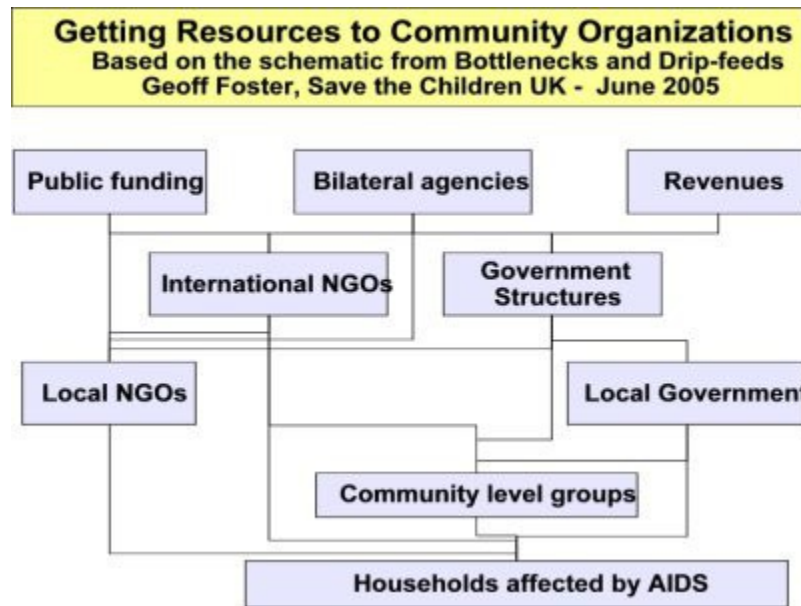 Getting Resources to Community Organizations
Based on the schematic from Bottlenecks and Drip-feeds
Geoff Foster, Save the Children UK - June 2005
Public funding
Bilateral agencies
Revenues
International NGOs
Government
Structures
Local NGOs
Local Government
Community level groups
Households affected by AIDS